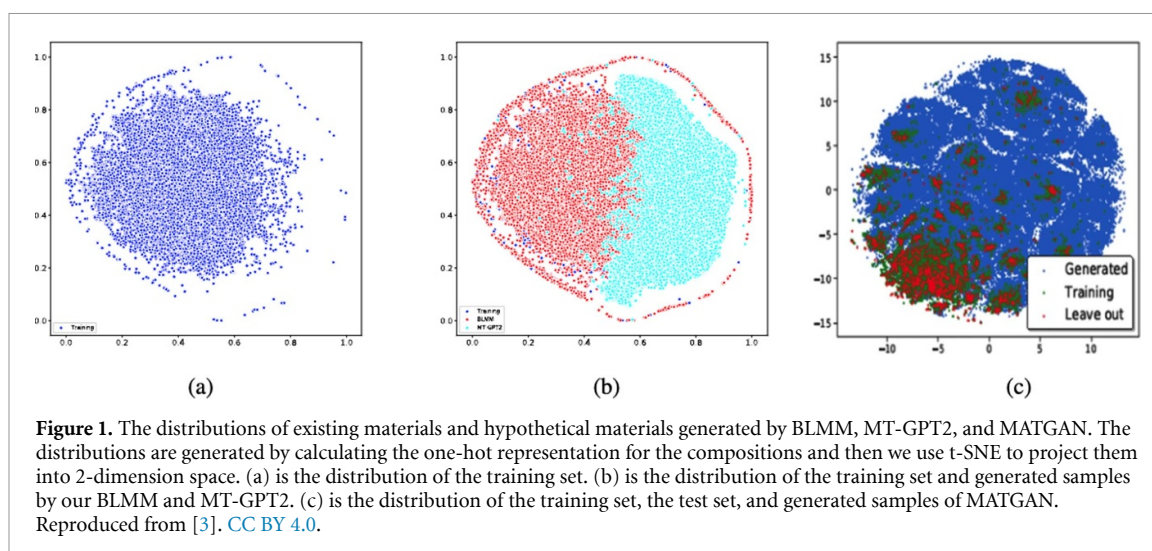 1.0
0.8
0.6
0.4
0.2
0.0
Training
0.0 0.2 0.4 0.6 0.8 1.0
(a)
1.0
0.8
0.6
0.4
0.2
0.0
Training
BLMM
MT-GPT2
0.0 0.2 0.4 0.6 0.8 1.0
(b)
15
10
5
0
−5
−10
−15
Generated
Training
Leave out
−10 −5 0 5 10
(c)
Figure 1. The distributions of existing materials and hypothetical materials generated by BLMM, MT-GPT2, and MATGAN. The
distributions are generated by calculating the one-hot representation for the compositions and then we use t-SNE to project them
into 2-dimension space. (a) is the distribution of the training set. (b) is the distribution of the training set and generated samples
by our BLMM and MT-GPT2. (c) is the distribution of the training set, the test set, and generated samples of MATGAN.
Reproduced from [3]. CC BY 4.0.